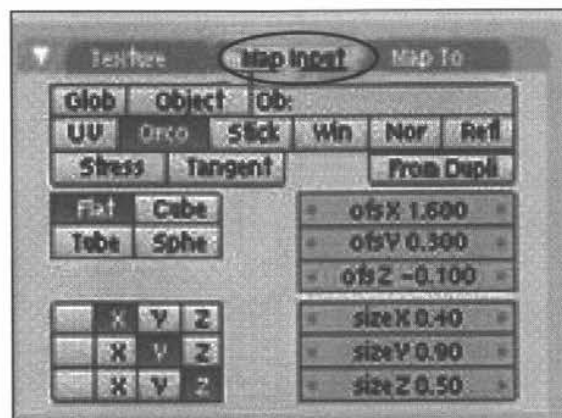 Texture Map Input Map To
Glob Object Ob:
UV Orco Stick Win Nor Refl
Stress Tangent From Dupli
Flat Cube ofsX 1.600
Tube Sphe ofsY 0.300
ofsZ -0.100
X Y Z sizeX 0.40
X Y Z sizeY 0.90
X Y Z sizeZ 0.50